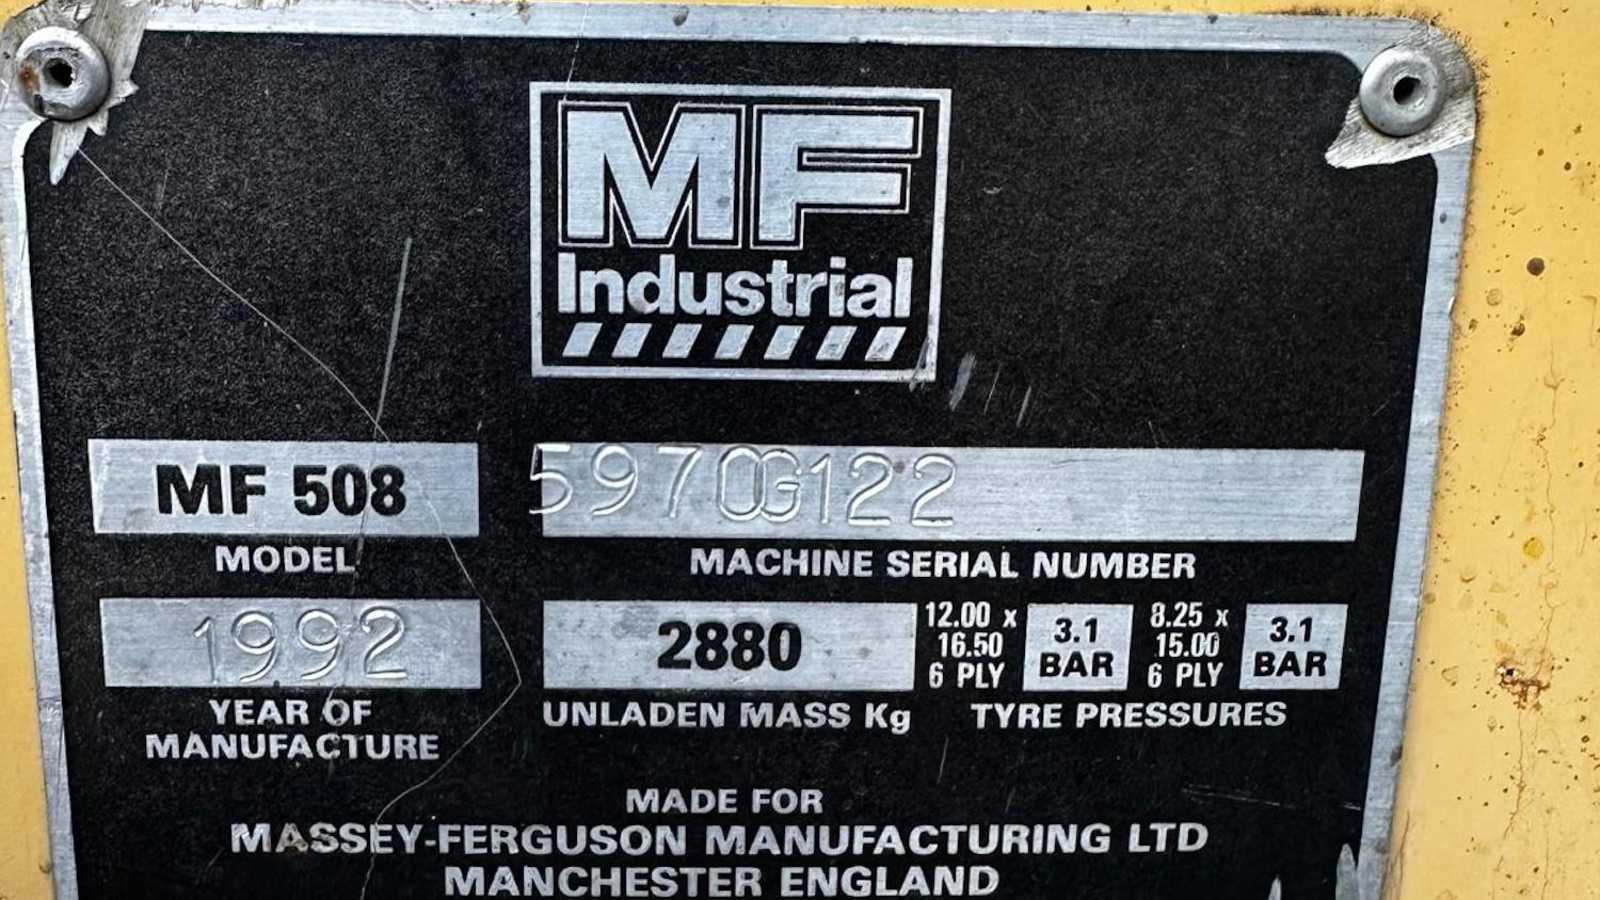 MF
Industrial
MF 508
5970G122
MODEL
MACHINE SERIAL NUMBER
1992
2880
12.00 x
16.50
6 PLY
3.1
BAR
8.25 x
15.00
6 PLY
3.1
BAR
YEAR OF
MANUFACTURE
UNLADEN MASS Kg
TYRE PRESSURES
MADE FOR
MASSEY-FERGUSON MANUFACTURING LTD
MANCHESTER ENGLAND